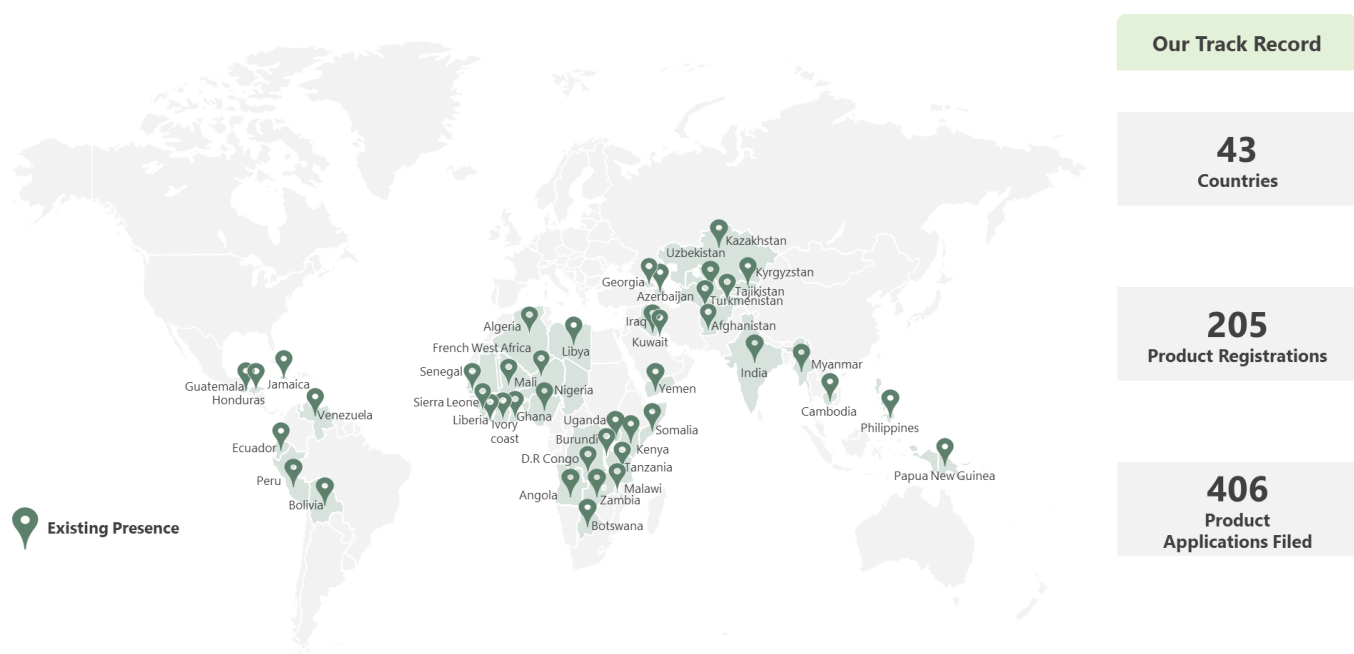 Our Track Record
43
Countries
205
Product Registrations
406
Product
Applications Filed
Kazakhstan
Uzbekistan
Kyrgyzstan
Georgia
Tajikistan
Azerbaijan
Turkmenistan
Iraq
Afghanistan
Algeria
Kuwait
French West Africa
Libya
Myanmar
Senegal
India
Mali
Guatemala
Jamaica
Yemen
Nigeria
Honduras
Sierra Leone
Cambodia
Venezuela
Ghana
Liberia
Ivory
coast
Uganda
Philippines
Somalia
Burundi
Ecuador
Kenya
D.R Congo
Tanzania
Papua New Guinea
Peru
Malawi
Angola
Zambia
Bolivia
Botswana
Existing Presence